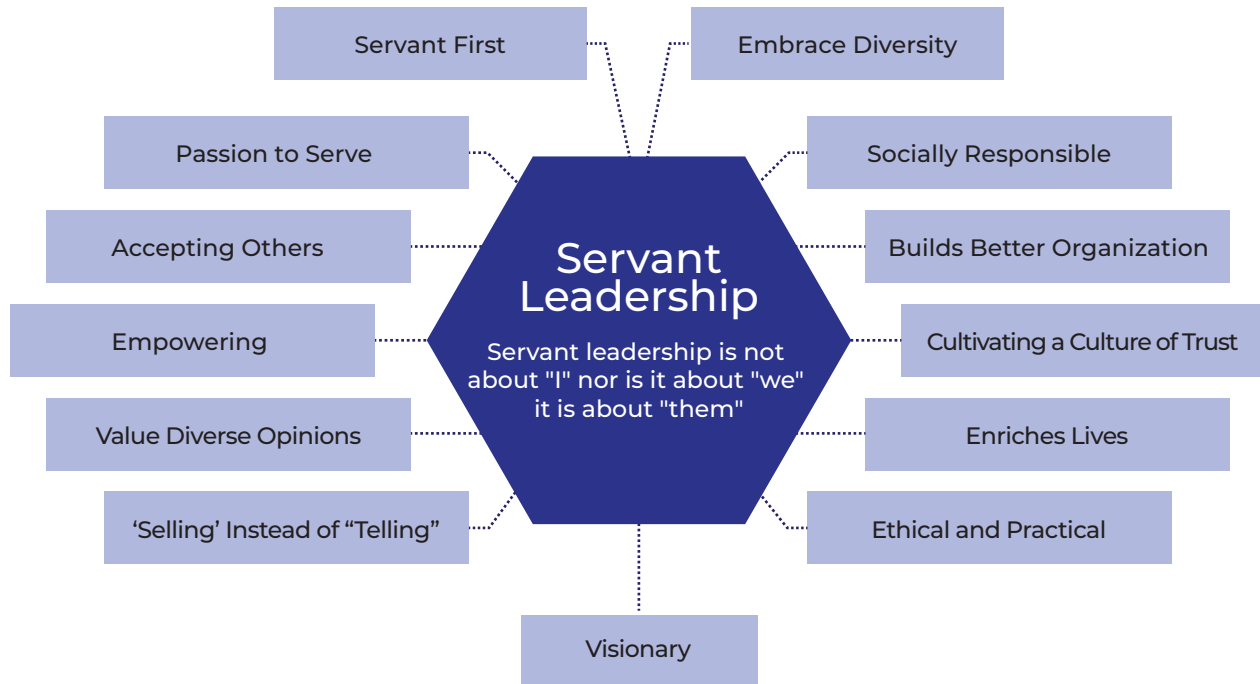 Servant First
Embrace Diversity
Passion to Serve
Socially Responsible
Accepting Others
Builds Better Organization
Servant
Leadership
Servant leadership is not
about "I" nor is it about "we"
it is about "them"
Empowering
Cultivating a Culture of Trust
Value Diverse Opinions
Enriches Lives
‘Selling’ Instead of “Telling”
Ethical and Practical
Visionary